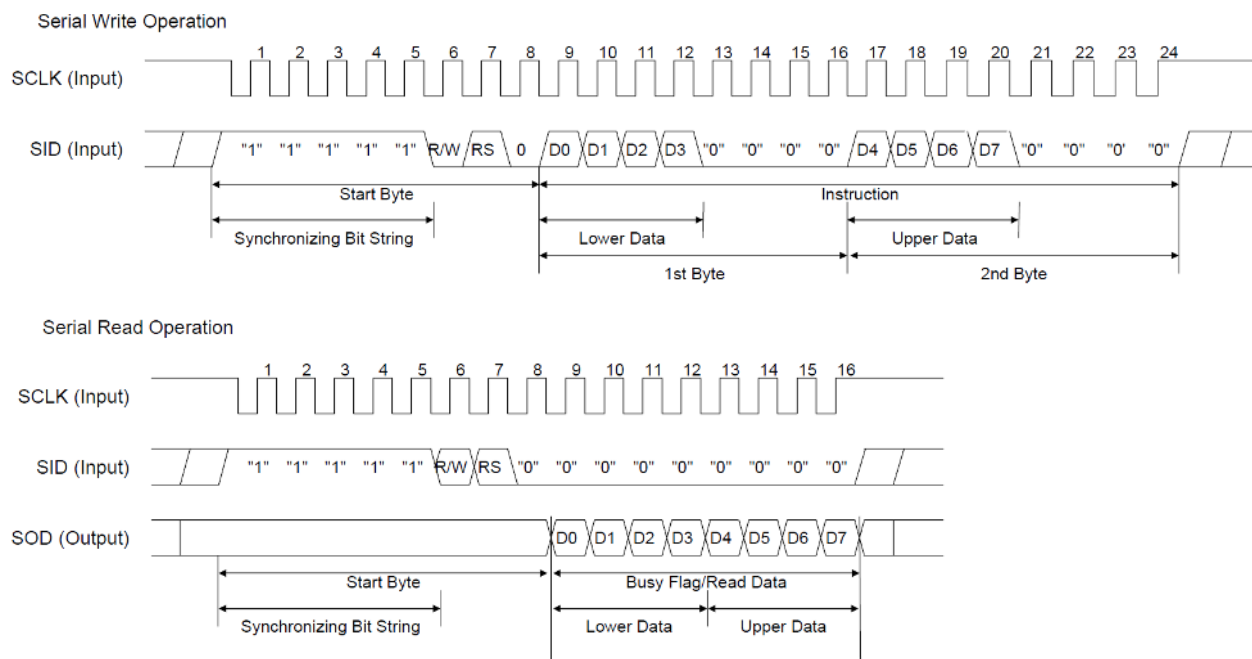 Serial Write Operation
1 2 3 4 5 6 7 8 9 10 11 12 13 14 15 16 17 18 19 20 21 22 23 24
SCLK (Input)
SID (Input) "1" "1" "1" "1" "1" R/W RS 0 D0 D1 D2 D3 "0" "0" "0" "0" D4 D5 D6 D7 "0" "0" "0' "0"
Start Byte Instruction
Synchronizing Bit String Lower Data Upper Data
1st Byte 2nd Byte
Serial Read Operation
1 2 3 4 5 6 7 8 9 10 11 12 13 14 15 16
SCLK (Input)
SID (Input) "1" "1" "1" "1" "1" R/W RS "0" "0" "0" "0" "0" "0" "0" "0" "0"
SOD (Output) D0 D1 D2 D3 D4 D5 D6 D7
Start Byte Busy Flag/Read Data
Synchronizing Bit String Lower Data Upper Data